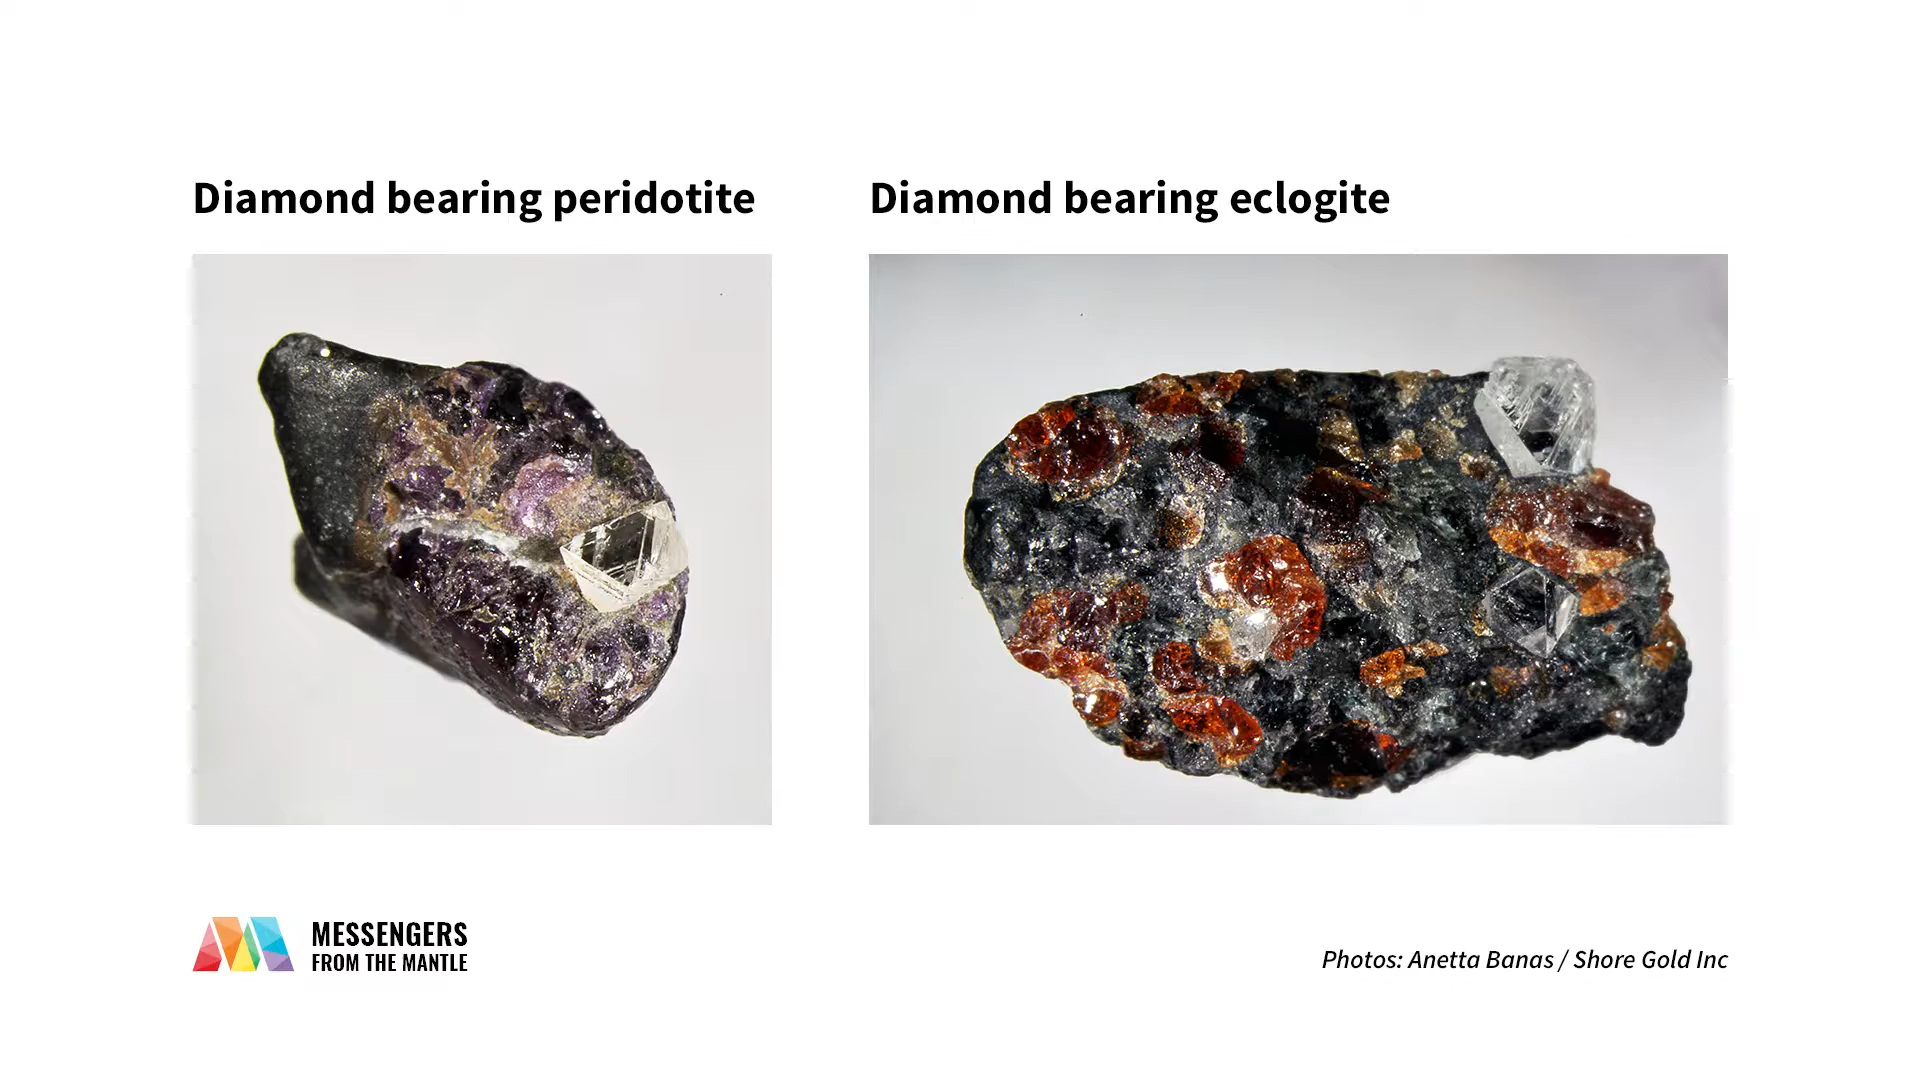 Diamond bearing peridotite
Diamond bearing eclogite
MESSENGERS
FROM THE MANTLE
Photos: Anetta Banas / Shore Gold Inc